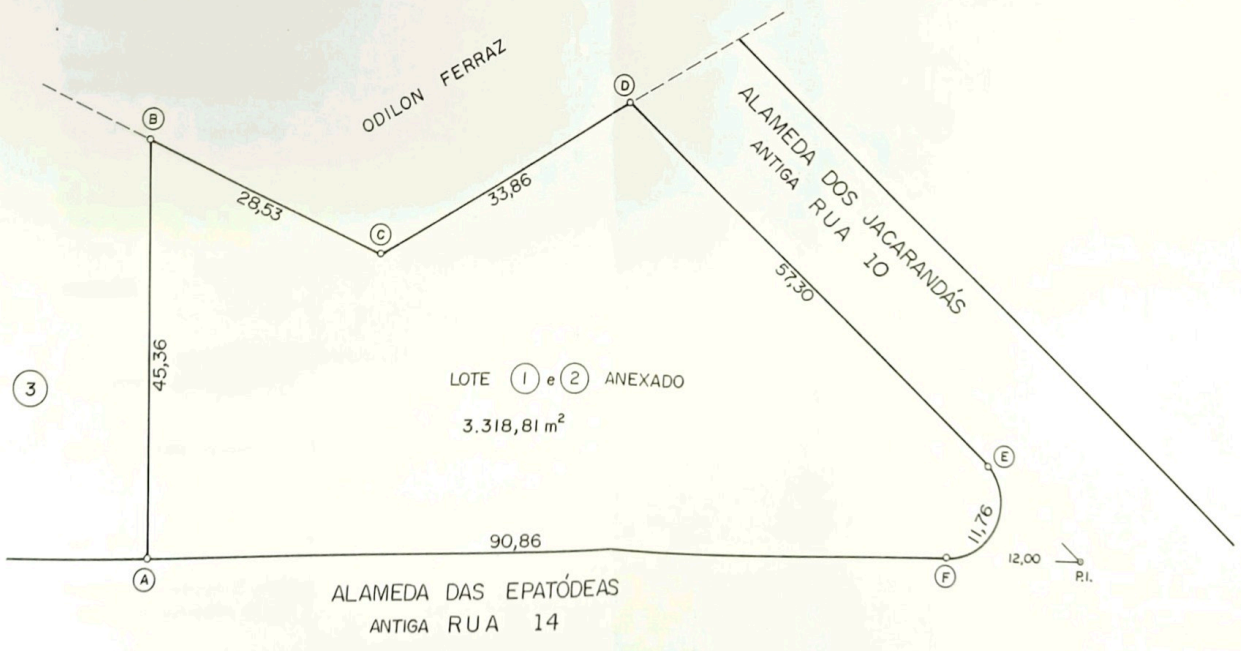 ODILON FERRAZ
B
D
ALAMEDA DOS JACARANDÁS
ANTIGA RUA 10
28,53
33,86
C
57,30
45,36
3
LOTE 1 e 2 ANEXADO
3.318,81 m²
E
11,76
90,86
12,00
P.I.
A
F
ALAMEDA DAS EPATÓDEAS
ANTIGA RUA 14